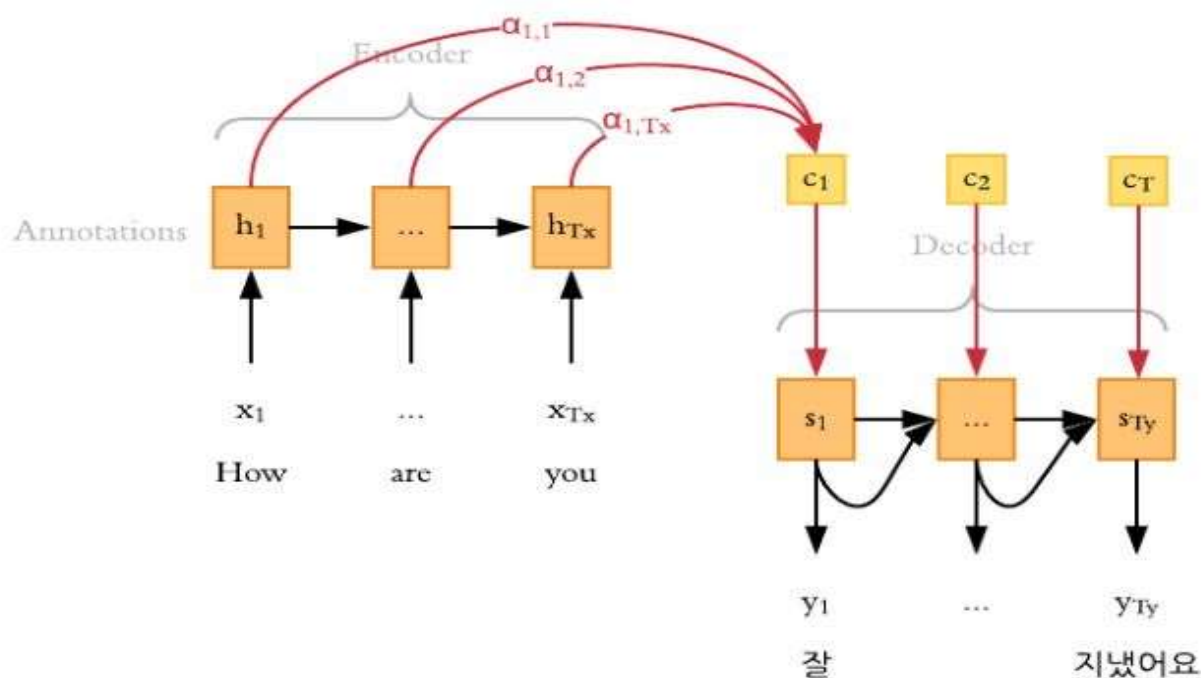 α1,1
Encoder
α1,2
α1,Tx
c1 c2 cT
Annotations h1 ... hTx
Decoder
x1 ... xTx
s1 ... sTy
How are you
y1 ... yTy
잘 지냈어요